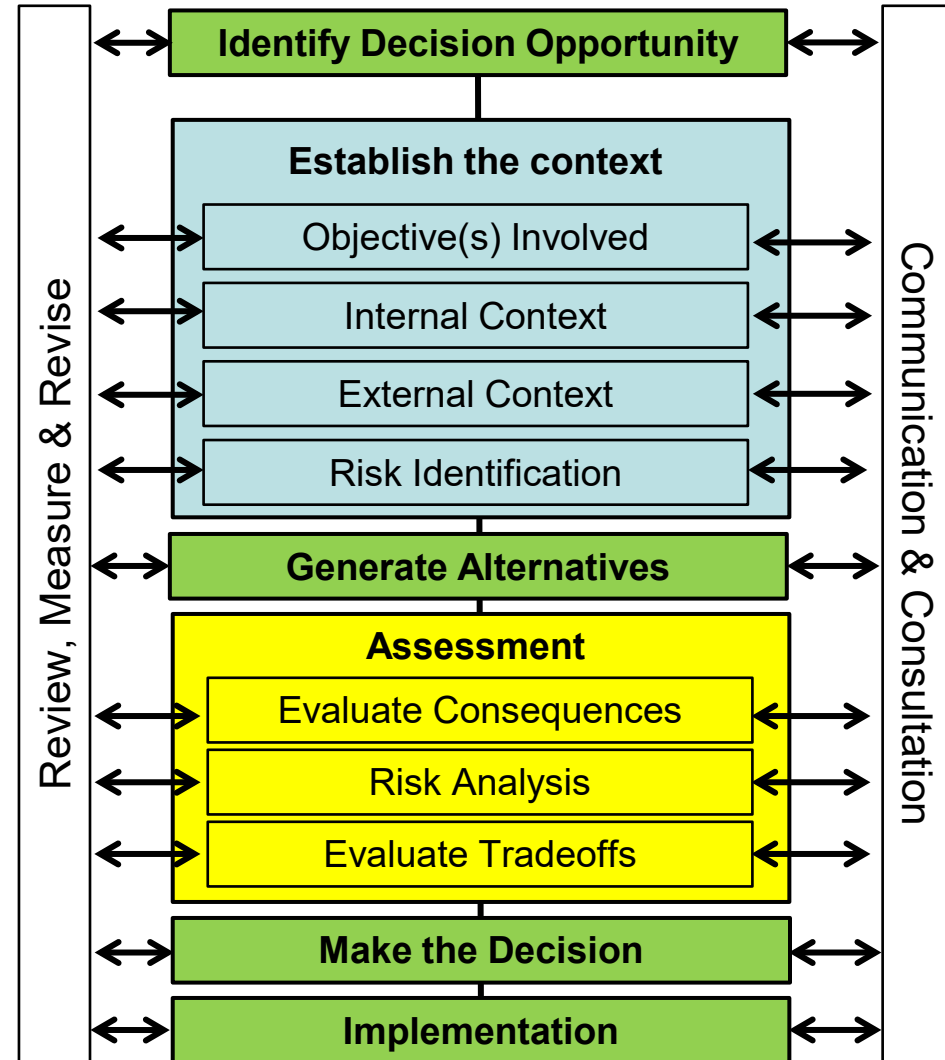 Identify Decision Opportunity
Establish the context
Objective(s) Involved
Internal Context
External Context
Risk Identification
Generate Alternatives
Assessment
Evaluate Consequences
Risk Analysis
Evaluate Tradeoffs
Make the Decision
Implementation
Review, Measure & Revise
Communication & Consultation